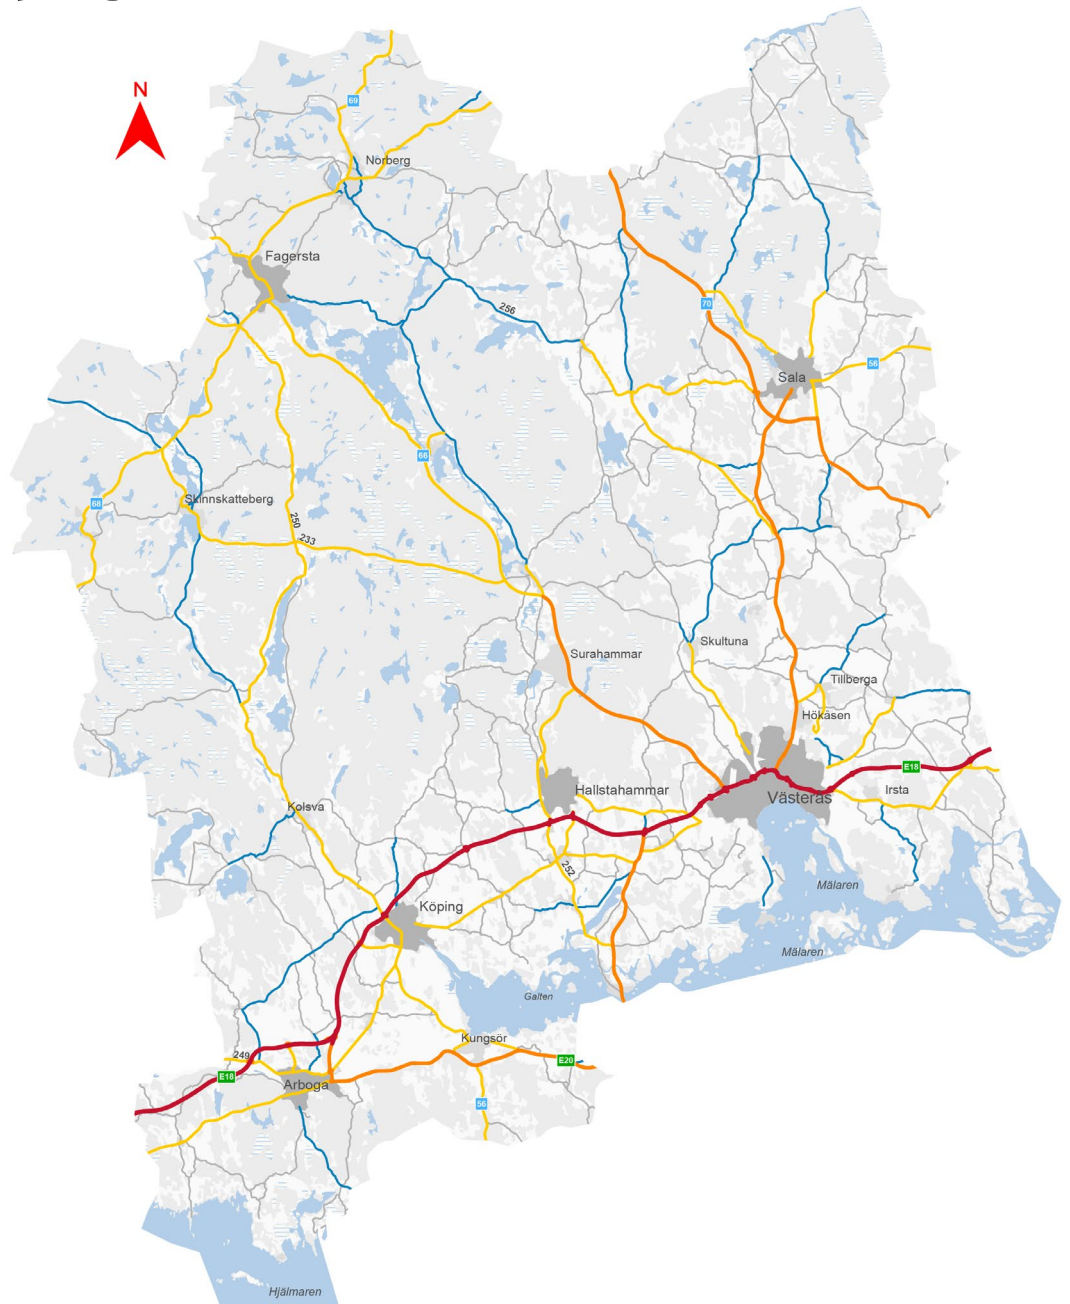 N
69
Norberg
Fagersta
256
70
Sala
56
66
68
Skinnskatteberg
250
233
Skultuna
Surahammar
Tillberga
Hökåsen
E18
Hallstahammar
Västerås
Irsta
Kolsva
252
Mälaren
Köping
Mälaren
Galten
Kungsör
249
E20
E18
Arboga
56
Hjälmaren